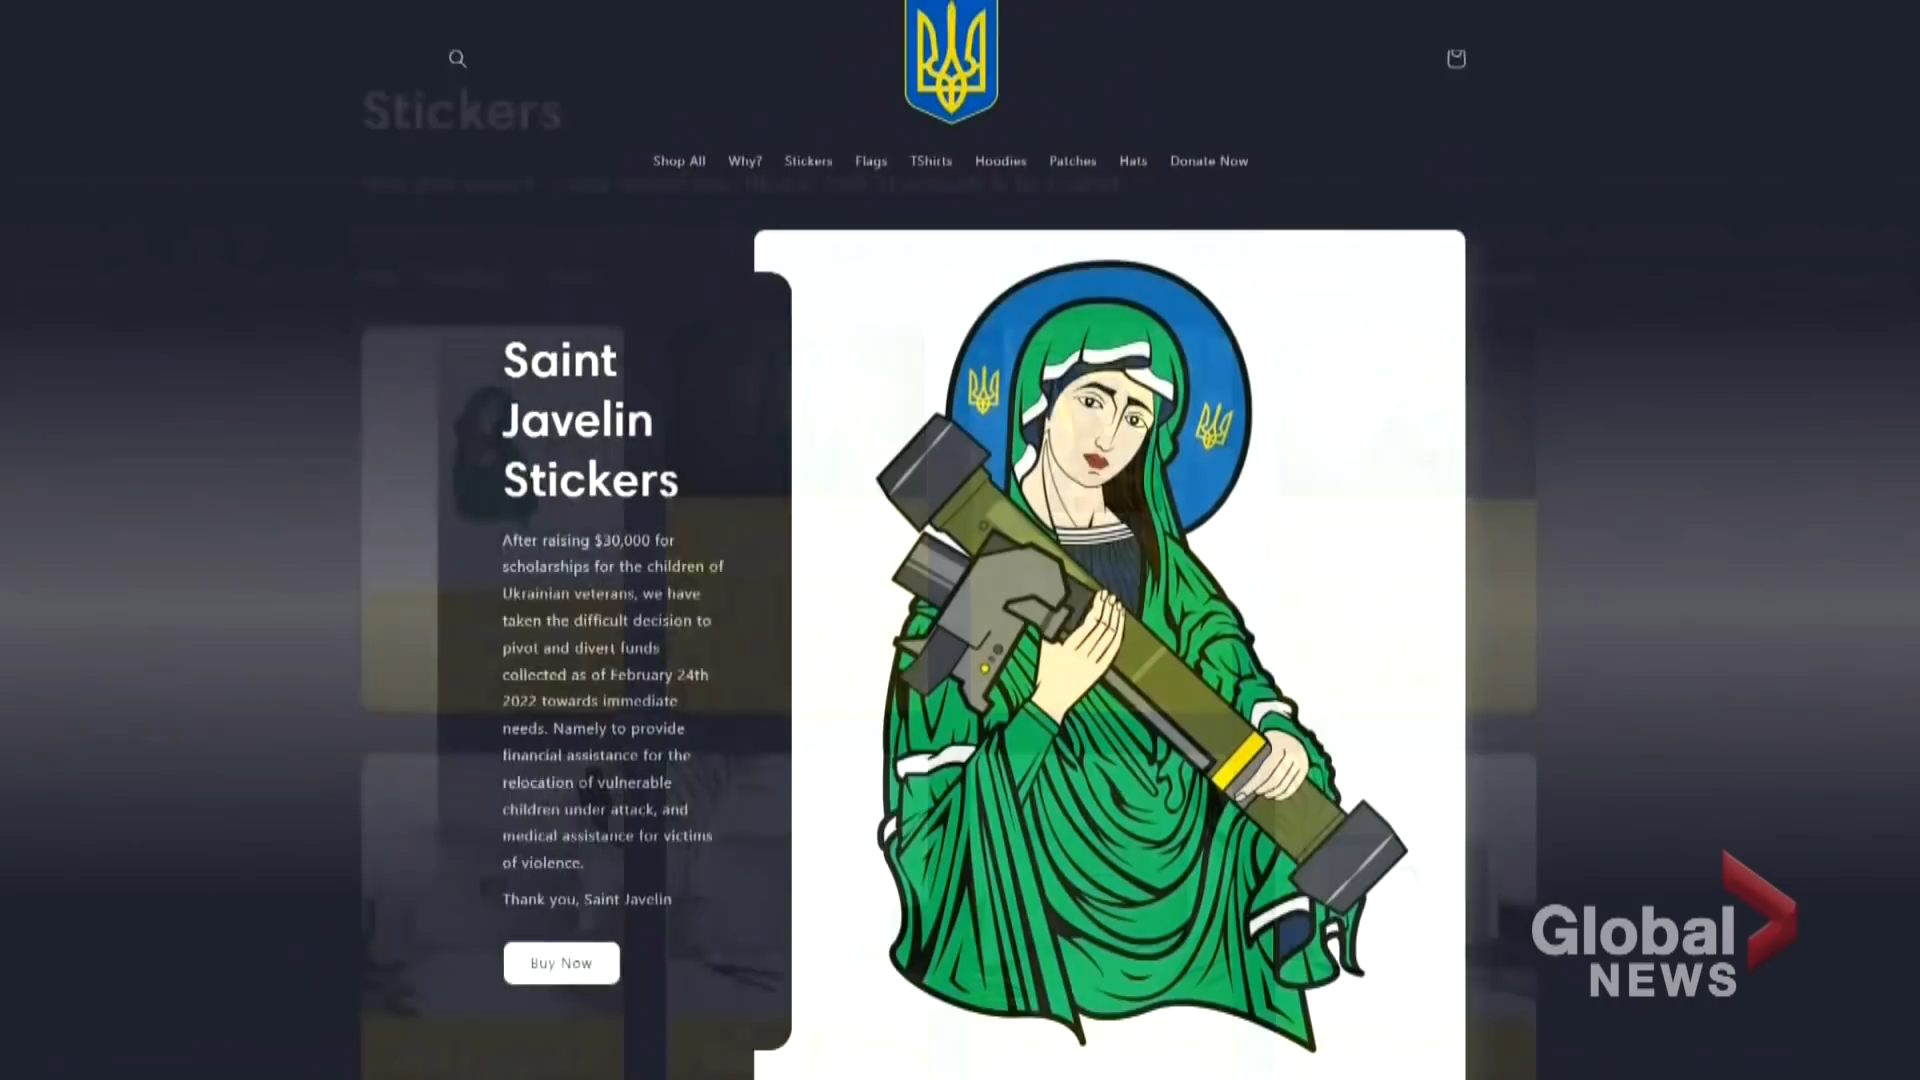 Stickers
Shop All Why? Stickers Flags TShirts Hoodies Patches Hats Donate Now
Saint
Javelin
Stickers
After raising $30,000 for
scholarships for the children of
Ukrainian veterans, we have
taken the difficult decision to
pivot and divert funds
collected as of February 24th
2022 towards immediate
needs. Namely to provide
financial assistance for the
relocation of vulnerable
children under attack, and
medical assistance for victims
of violence.
Thank you, Saint Javelin
Buy Now
Global
NEWS